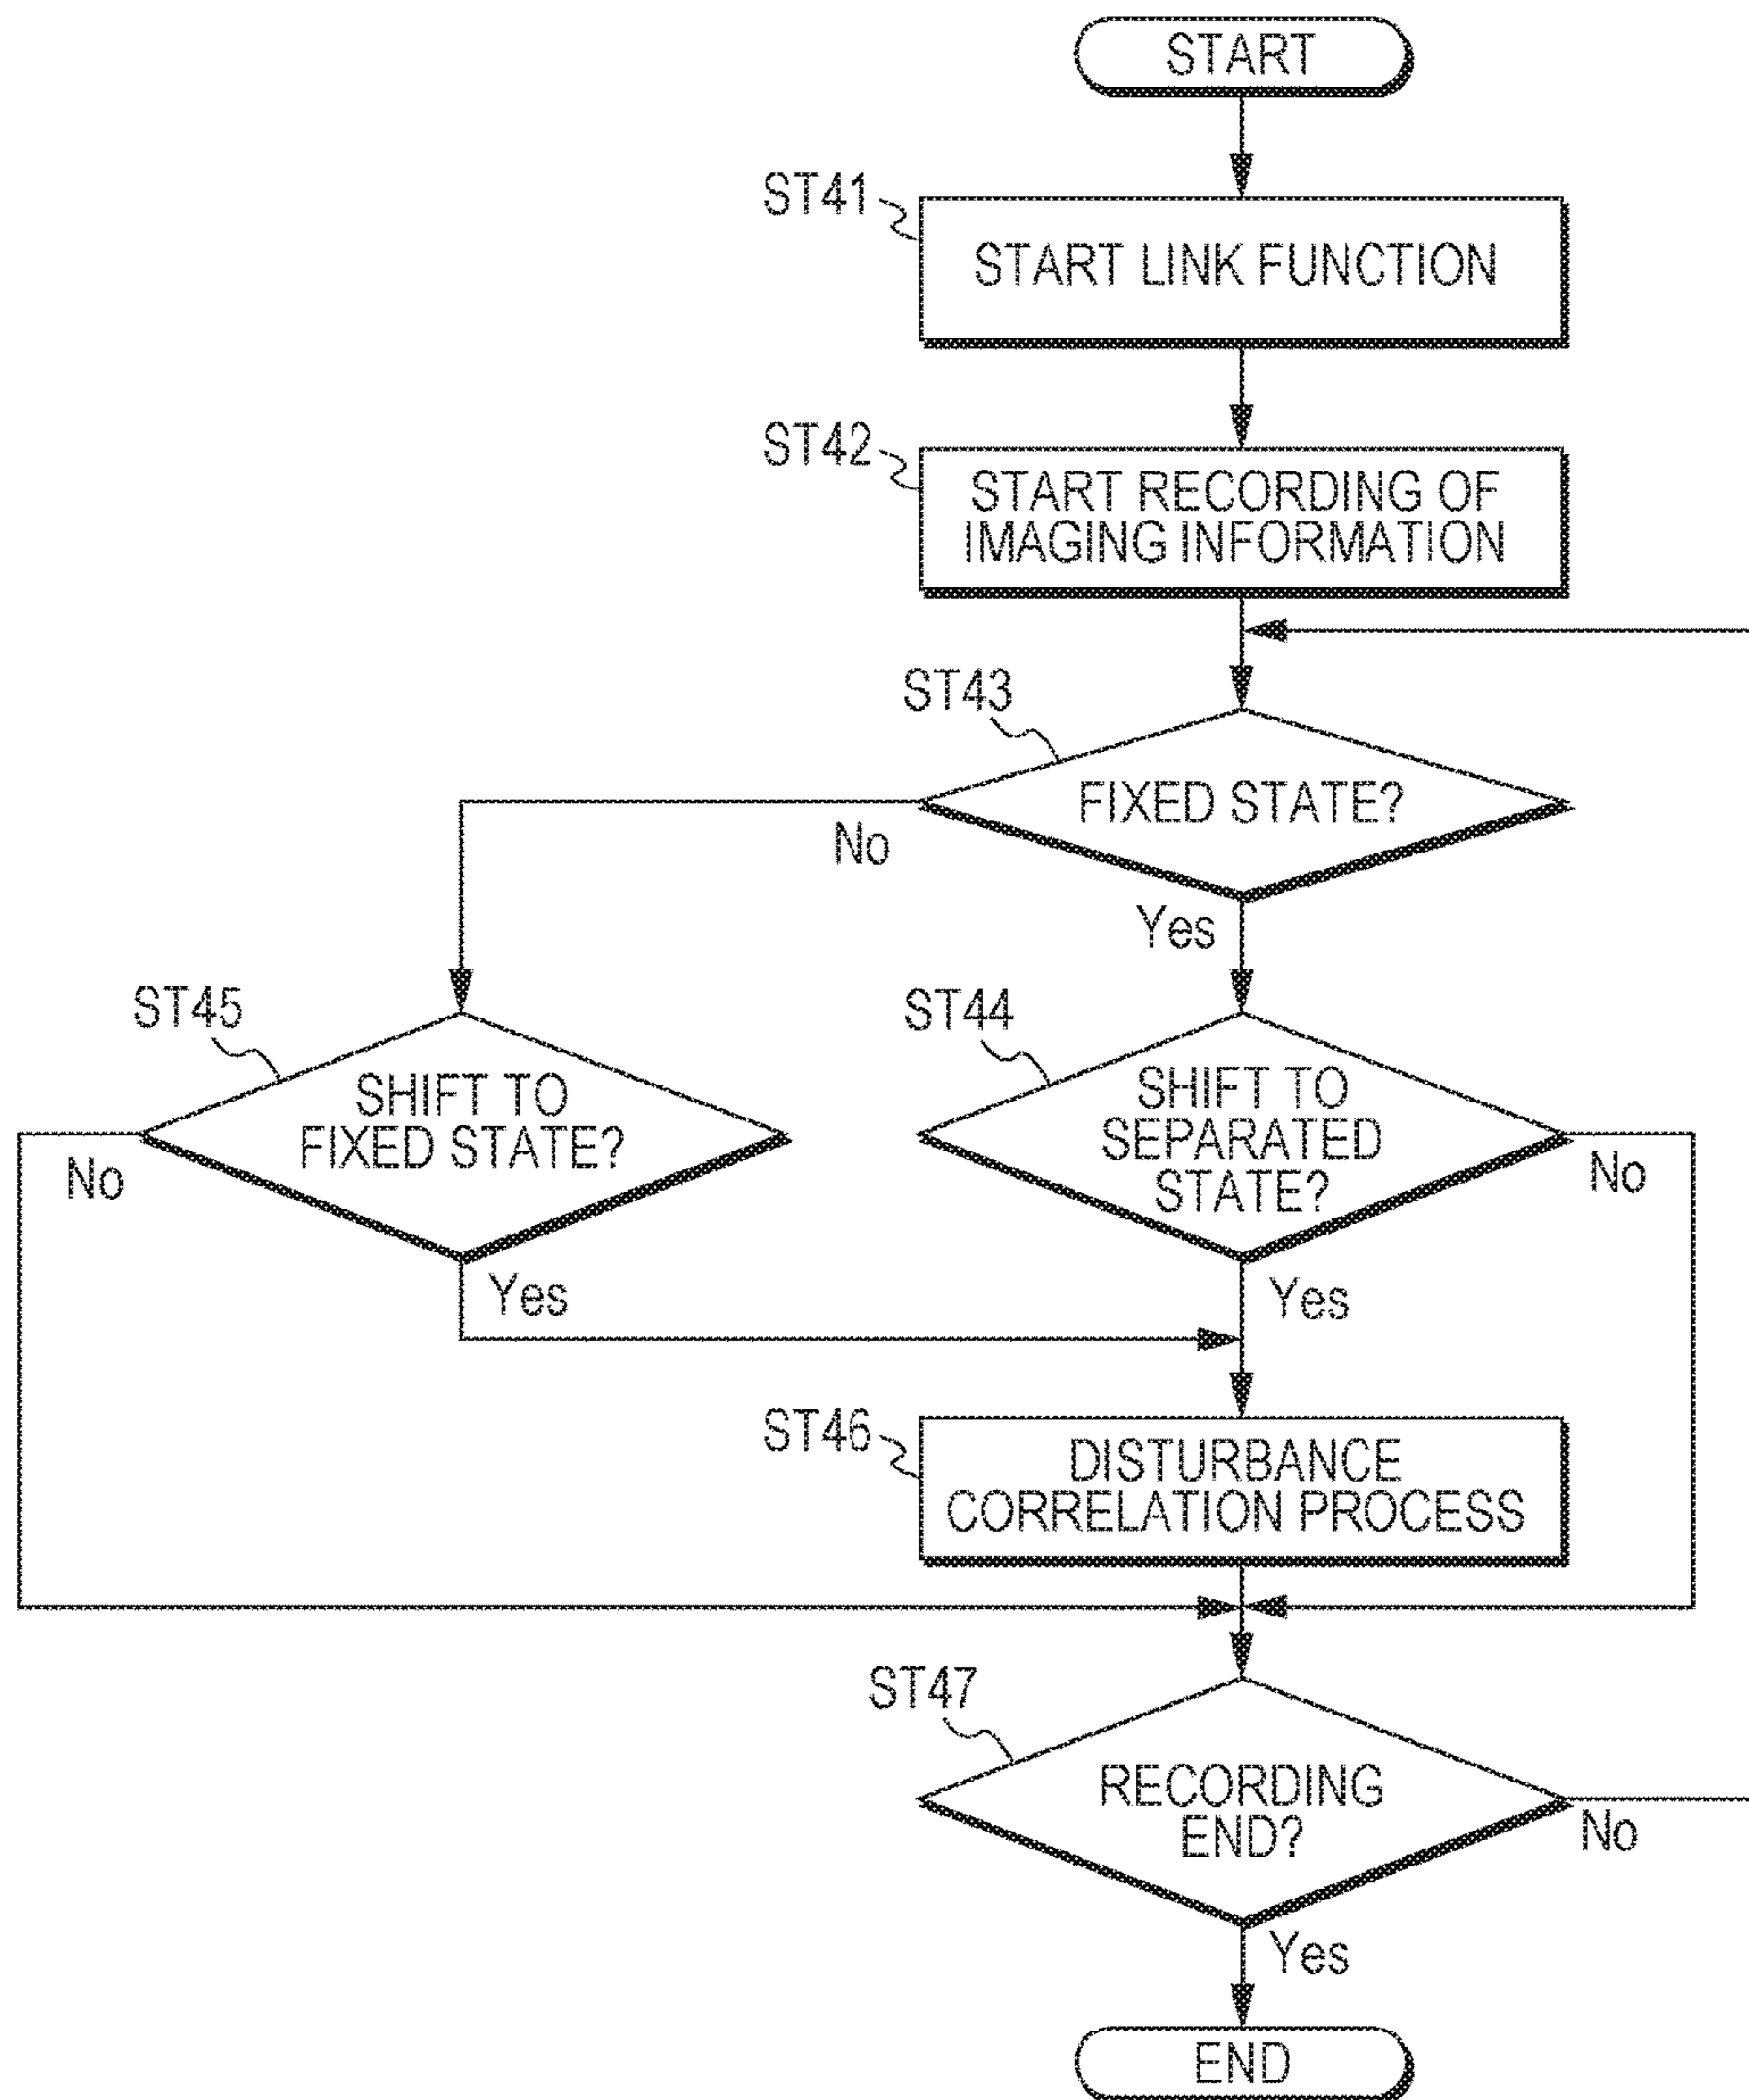 START
ST41
START LINK FUNCTION
ST42
START RECORDING OF
IMAGING INFORMATION
ST43
FIXED STATE?
No
Yes
ST45
SHIFT TO
FIXED STATE?
No
Yes
ST44
SHIFT TO
SEPARATED
STATE?
No
Yes
ST46
DISTURBANCE
CORRELATION PROCESS
ST47
RECORDING
END?
No
Yes
END